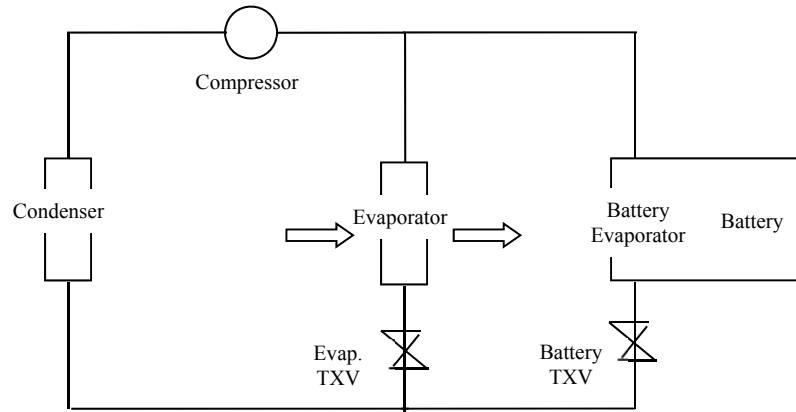 Compressor
Condenser
Evaporator
Battery
Evaporator
Battery
Evap.
TXV
Battery
TXV